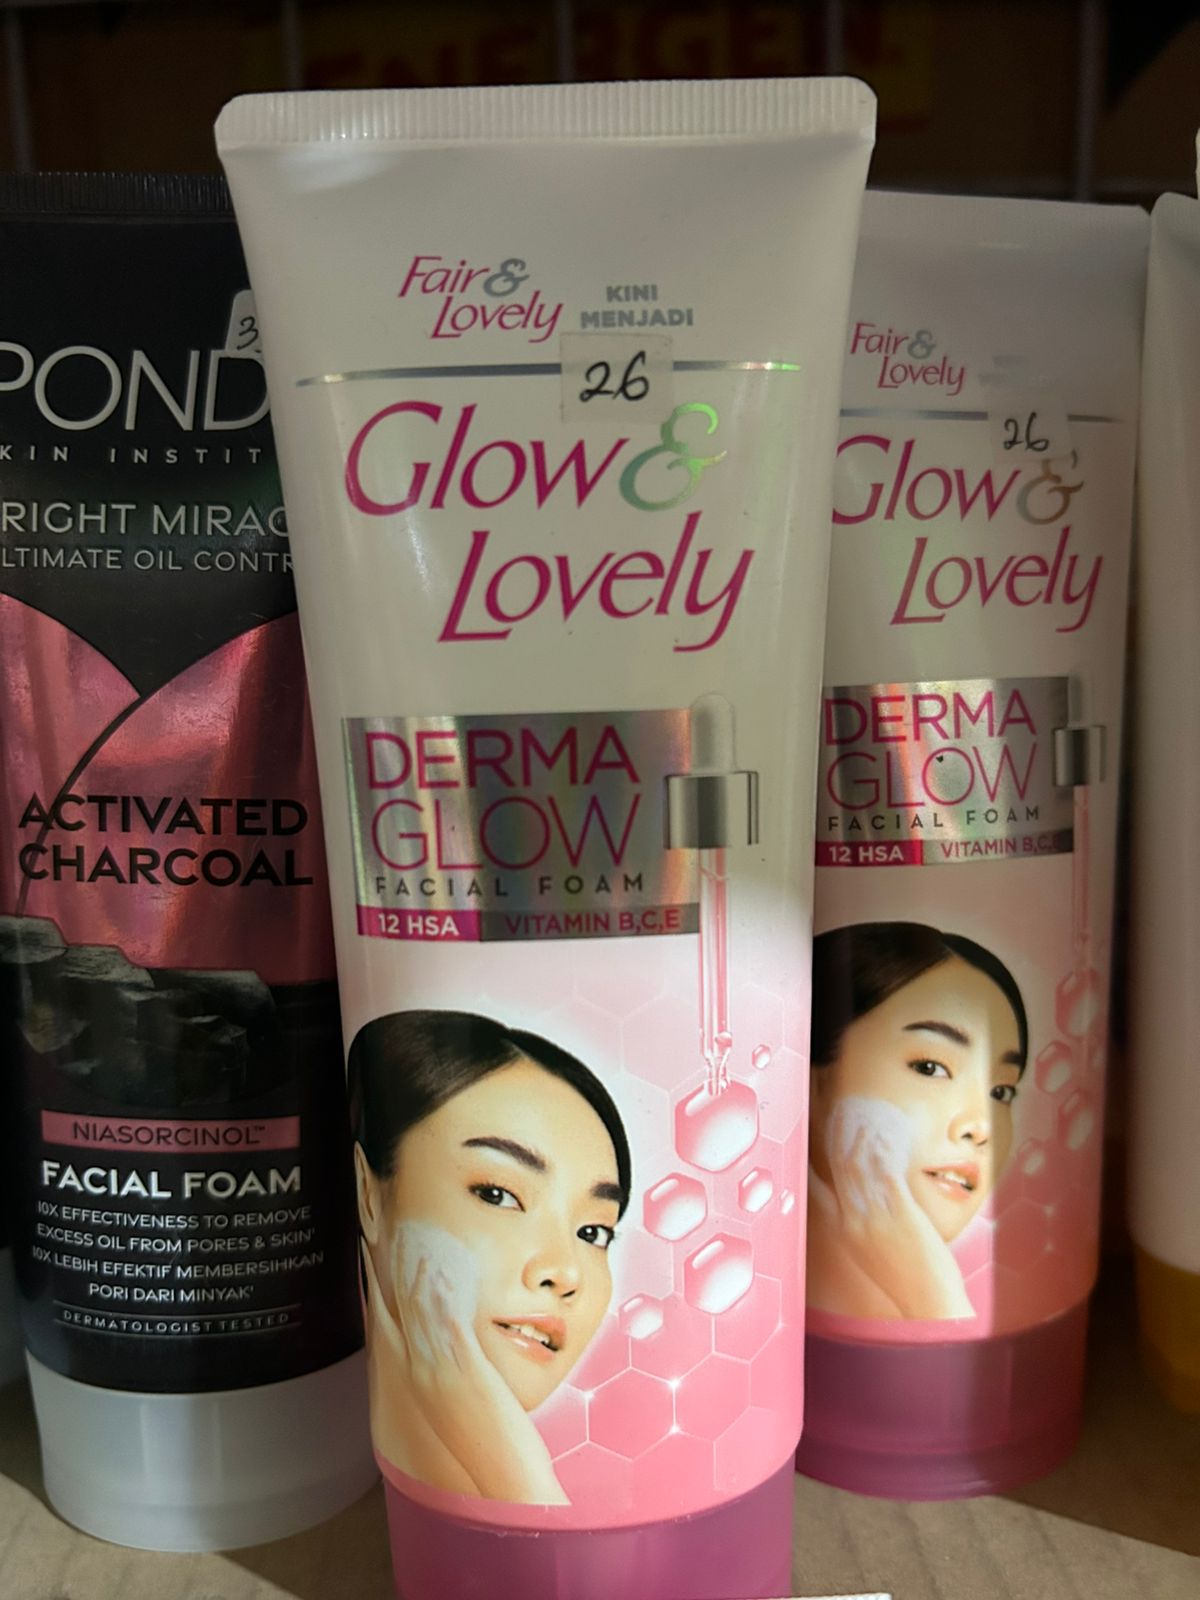 ENERGEN
POND
KIN INSTIT
RIGHT MIRAC
LTIMATE OIL CONTR
ACTIVATED
CHARCOAL
NIASORCINOL™
FACIAL FOAM
10X EFFECTIVENESS TO REMOVE
EXCESS OIL FROM PORES & SKIN*
10X LEBIH EFEKTIF MEMBERSIHKAN
PORI DARI MINYAK*
DERMATOLOGIST TESTED
Fair &
Lovely
KINI
MENJADI
26
Glow &
Lovely
DERMA
GLOW
FACIAL FOAM
12 HSA VITAMIN B,C,E
Fair &
Lovely
26
Glow &
Lovely
DERMA
GLOW
FACIAL FOAM
12 HSA VITAMIN B,C,E